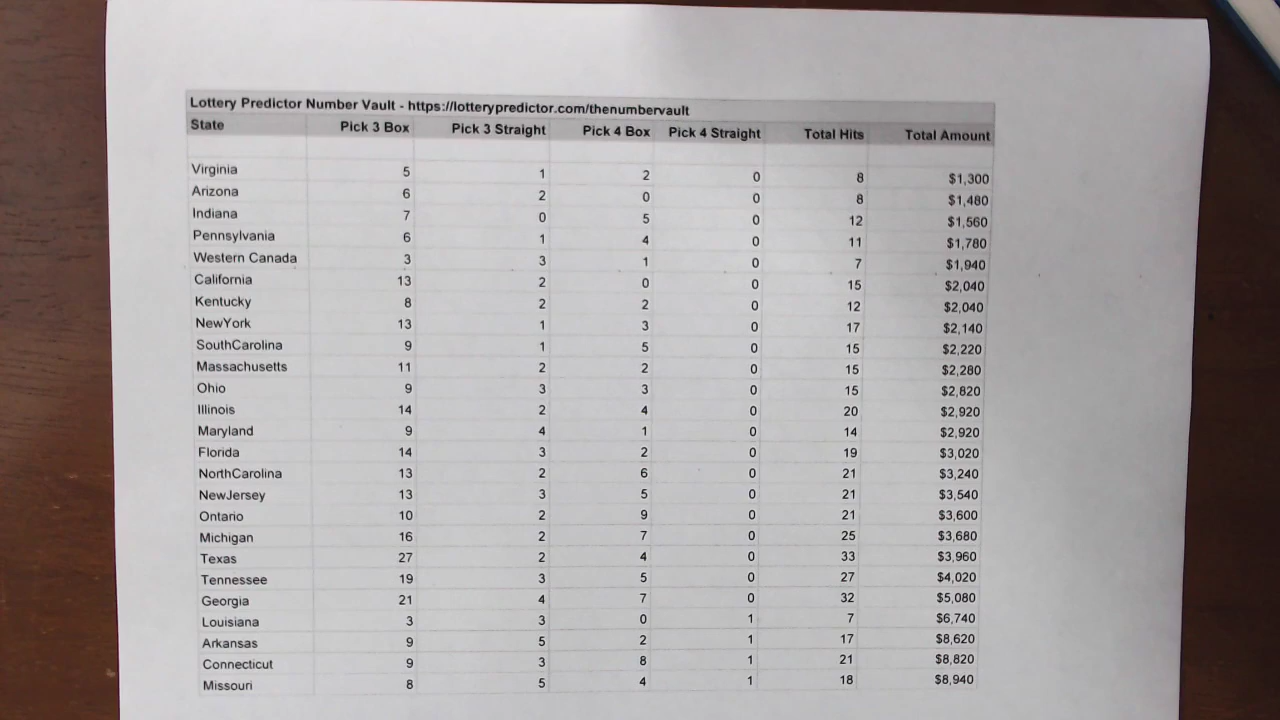 Lottery Predictor Number Vault - https://lotterypredictor.com/thenumbervault
State Pick 3 Box Pick 3 Straight Pick 4 Box Pick 4 Straight Total Hits Total Amount
Virginia 5 1 2 0 8 $1,300
Arizona 6 2 0 0 8 $1,480
Indiana 7 0 5 0 12 $1,560
Pennsylvania 6 1 4 0 11 $1,780
Western Canada 3 3 1 0 7 $1,940
California 13 2 0 0 15 $2,040
Kentucky 8 2 2 0 12 $2,040
NewYork 13 1 3 0 17 $2,140
SouthCarolina 9 1 5 0 15 $2,220
Massachusetts 11 2 2 0 15 $2,280
Ohio 9 3 3 0 15 $2,820
Illinois 14 2 4 0 20 $2,920
Maryland 9 4 1 0 14 $2,920
Florida 14 3 2 0 19 $3,020
NorthCarolina 13 2 6 0 21 $3,240
NewJersey 13 3 5 0 21 $3,540
Ontario 10 2 9 0 21 $3,600
Michigan 16 2 7 0 25 $3,680
Texas 27 2 4 0 33 $3,960
Tennessee 19 3 5 0 27 $4,020
Georgia 21 4 7 0 32 $5,080
Louisiana 3 3 0 1 7 $6,740
Arkansas 9 5 2 1 17 $8,620
Connecticut 9 3 8 1 21 $8,820
Missouri 8 5 4 1 18 $8,940